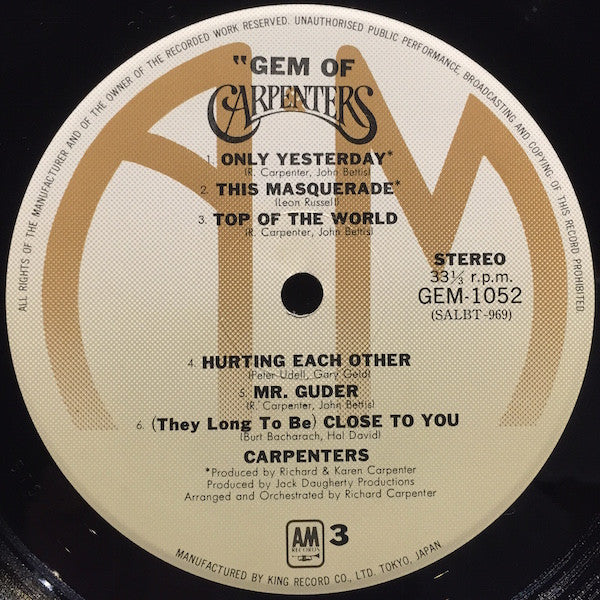 ALL RIGHTS OF THE MANUFACTURER AND OF THE OWNER OF THE RECORDED WORK RESERVED. UNAUTHORISED PUBLIC PERFORMANCE, BROADCASTING AND COPYING OF THIS RECORD PROHIBITED
"GEM OF
CARPENTERS
1. ONLY YESTERDAY*
(R. Carpenter, John Bettis)
2. THIS MASQUERADE*
(Leon Russell)
3. TOP OF THE WORLD
(R. Carpenter, John Bettis)
STEREO
33⅓ r.p.m.
GEM-1052
(SALBT-969)
4. HURTING EACH OTHER
(Peter Udell, Gary Geld)
5. MR. GUDER
(R. Carpenter, John Bettis)
6. (They Long To Be) CLOSE TO YOU
(Burt Bacharach, Hal David)
CARPENTERS
*Produced by Richard & Karen Carpenter
Produced by Jack Daugherty Productions
Arranged and Orchestrated by Richard Carpenter
AM
RECORDS
3
MANUFACTURED BY KING RECORD CO., LTD. TOKYO, JAPAN